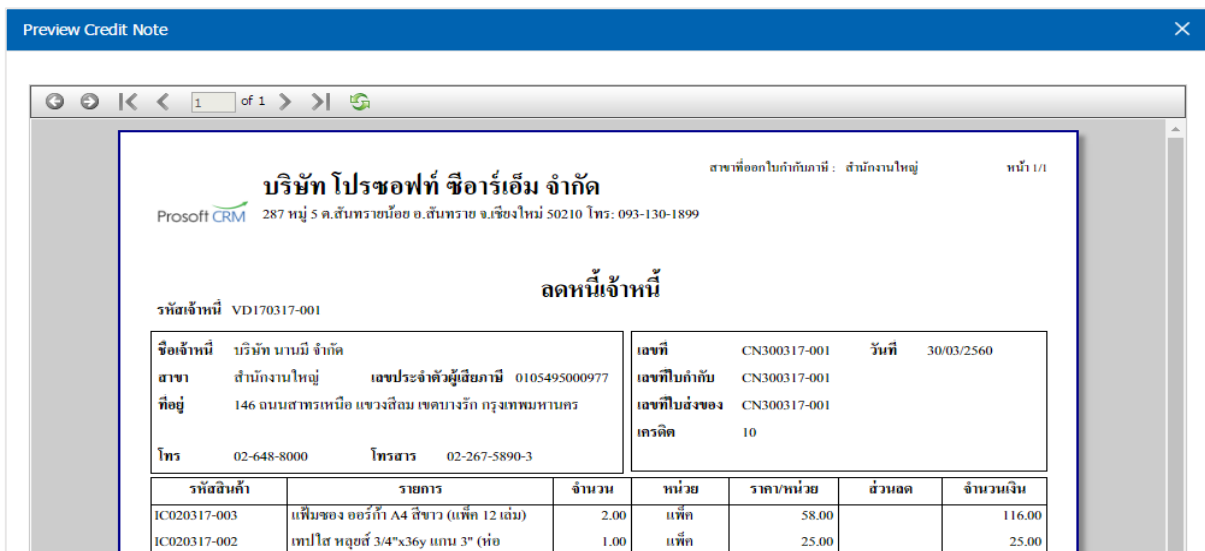 Preview Credit Note
1 of 1
สาขาที่ออกใบกำกับภาษี : สำนักงานใหญ่ หน้า 1/1
บริษัท โปรซอฟท์ ซีอาร์เอ็ม จำกัด
Prosoft CRM 287 หมู่ 5 ต.สันทรายน้อย อ.สันทราย จ.เชียงใหม่ 50210 โทร: 093-130-1899
ลดหนี้เจ้าหนี้
รหัสเจ้าหนี้ VD170317-001
ชื่อเจ้าหนี้ บริษัท นานมี จำกัด เลขที่ CN300317-001 วันที่ 30/03/2560
สาขา สำนักงานใหญ่ เลขประจำตัวผู้เสียภาษี 0105495000977 เลขที่ใบกำกับ CN300317-001
ที่อยู่ 146 ถนนสาทรเหนือ แขวงสีลม เขตบางรัก กรุงเทพมหานคร เลขที่ใบส่งของ CN300317-001
เครดิต 10
โทร 02-648-8000 โทรสาร 02-267-5890-3
รหัสสินค้า รายการ จำนวน หน่วย ราคา/หน่วย ส่วนลด จำนวนเงิน
IC020317-003 แฟ้มซอง ออร์ก้า A4 สีขาว (แพ็ค 12 เล่ม) 2.00 แพ็ค 58.00 116.00
IC020317-002 เทปใส หลุยส์ 3/4"x36y แกน 3" (ห่อ 1.00 แพ็ค 25.00 25.00